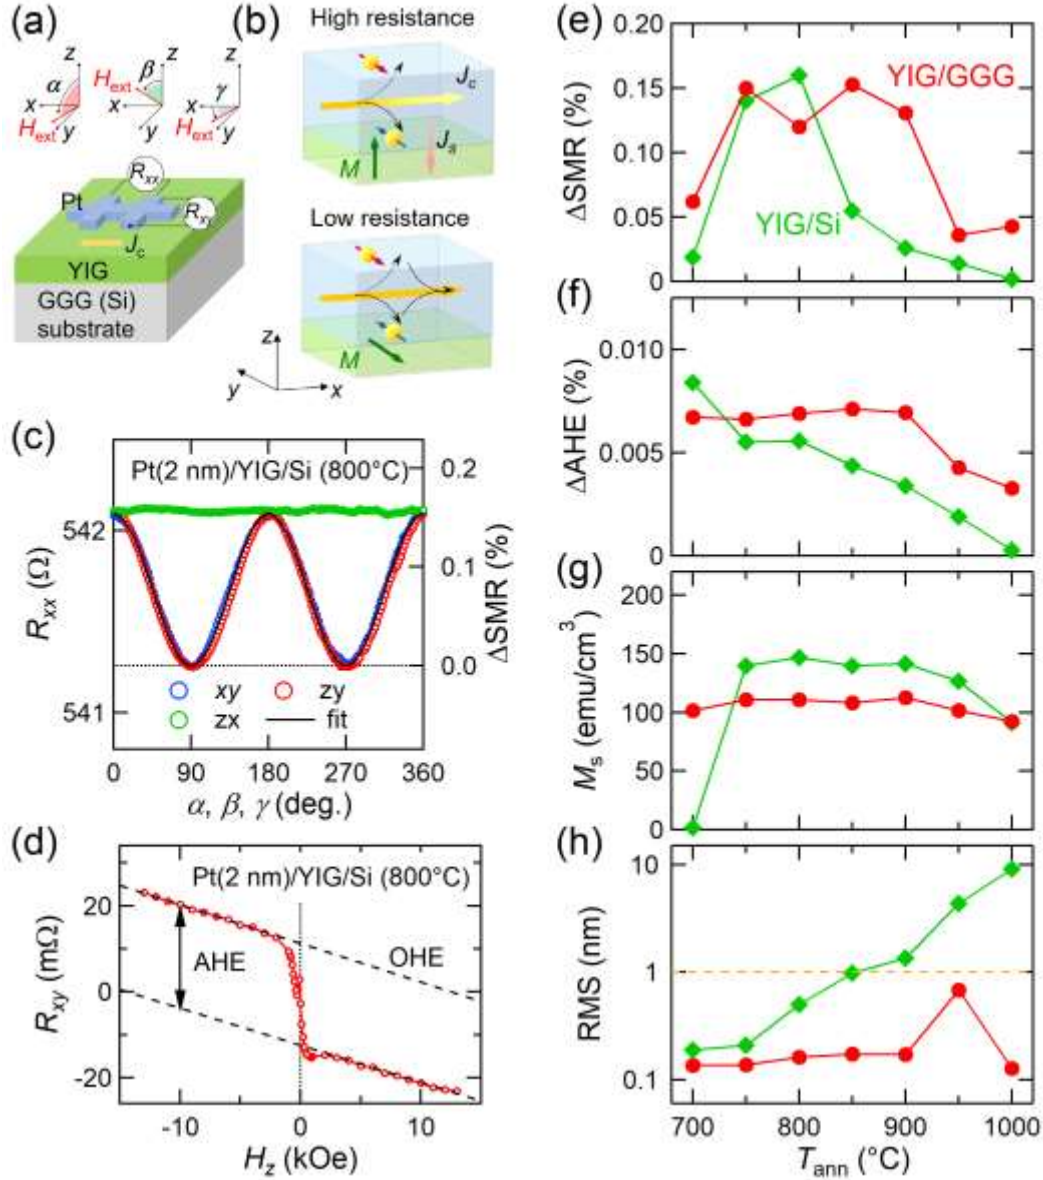 (a)
z
α
x
H_ext
y
H_ext
β
z
x
y
z
γ
x
H_ext
y
R_xx
Pt
R_xy
J_c
YIG
GGG (Si)
substrate
(b)
High resistance
J_c
J_s
M
Low resistance
M
z
y
x
(c)
Pt(2 nm)/YIG/Si (800°C)
542
541
R_xx (Ω)
0.2
0.1
0.0
ΔSMR (%)
xy
zy
zx
fit
0
90
180
270
360
α, β, γ (deg.)
(d)
Pt(2 nm)/YIG/Si (800°C)
20
0
-20
R_xy (mΩ)
AHE
OHE
-10
0
10
H_z (kOe)
(e)
0.20
0.15
0.10
0.05
0
ΔSMR (%)
YIG/GGG
YIG/Si
(f)
0.010
0.005
0
ΔAHE (%)
(g)
200
150
100
50
0
M_s (emu/cm³)
(h)
10
1
0.1
RMS (nm)
700
800
900
1000
T_ann (°C)